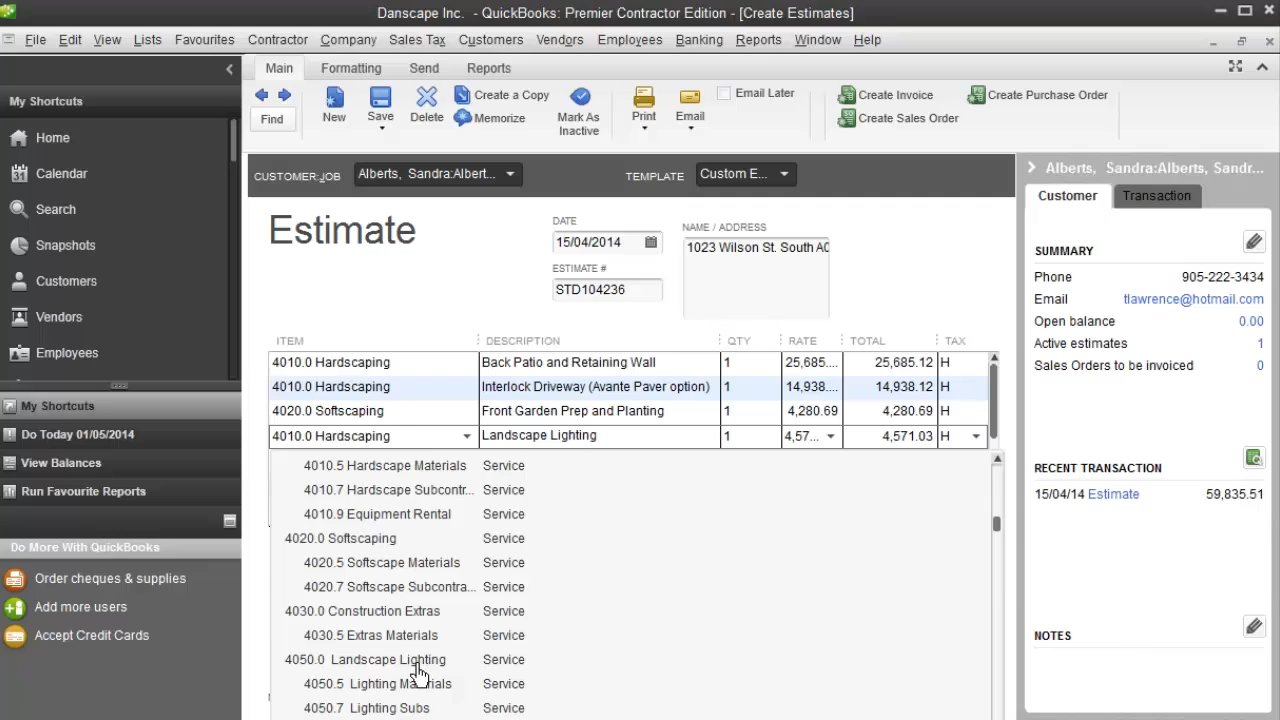 Danscape Inc. - QuickBooks: Premier Contractor Edition - [Create Estimates]
File Edit View Lists Favourites Contractor Company Sales Tax Customers Vendors Employees Banking Reports Window Help
Main Formatting Send Reports
My Shortcuts
Home
Calendar
Search
Snapshots
Customers
Vendors
Employees
My Shortcuts
Do Today 01/05/2014
View Balances
Run Favourite Reports
Do More With QuickBooks
Order cheques & supplies
Add more users
Accept Credit Cards
Find
New
Save
Delete
Create a Copy
Memorize
Mark As
Inactive
Print
Email
Email Later
Create Invoice
Create Sales Order
Create Purchase Order
CUSTOMER:JOB Alberts, Sandra:Albert... TEMPLATE Custom E...
Estimate
DATE
15/04/2014
ESTIMATE #
STD104236
NAME / ADDRESS
1023 Wilson St. South
ITEM DESCRIPTION QTY RATE TOTAL TAX
4010.0 Hardscaping Back Patio and Retaining Wall 1 25,685.... 25,685.12 H
4010.0 Hardscaping Interlock Driveway (Avante Paver option) 1 14,938.... 14,938.12 H
4020.0 Softscaping Front Garden Prep and Planting 1 4,280.69 4,280.69 H
4010.0 Hardscaping Landscape Lighting 1 4,57... 4,571.03 H
4010.5 Hardscape Materials Service
4010.7 Hardscape Subcontr... Service
4010.9 Equipment Rental Service
4020.0 Softscaping Service
4020.5 Softscape Materials Service
4020.7 Softscape Subcontra... Service
4030.0 Construction Extras Service
4030.5 Extras Materials Service
4050.0 Landscape Lighting Service
4050.5 Lighting Materials Service
4050.7 Lighting Subs Service
Alberts, Sandra:Alberts, Sandr...
Customer Transaction
SUMMARY
Phone 905-222-3434
Email tlawrence@hotmail.com
Open balance 0.00
Active estimates 1
Sales Orders to be invoiced 0
RECENT TRANSACTION
15/04/14 Estimate 59,835.51
NOTES